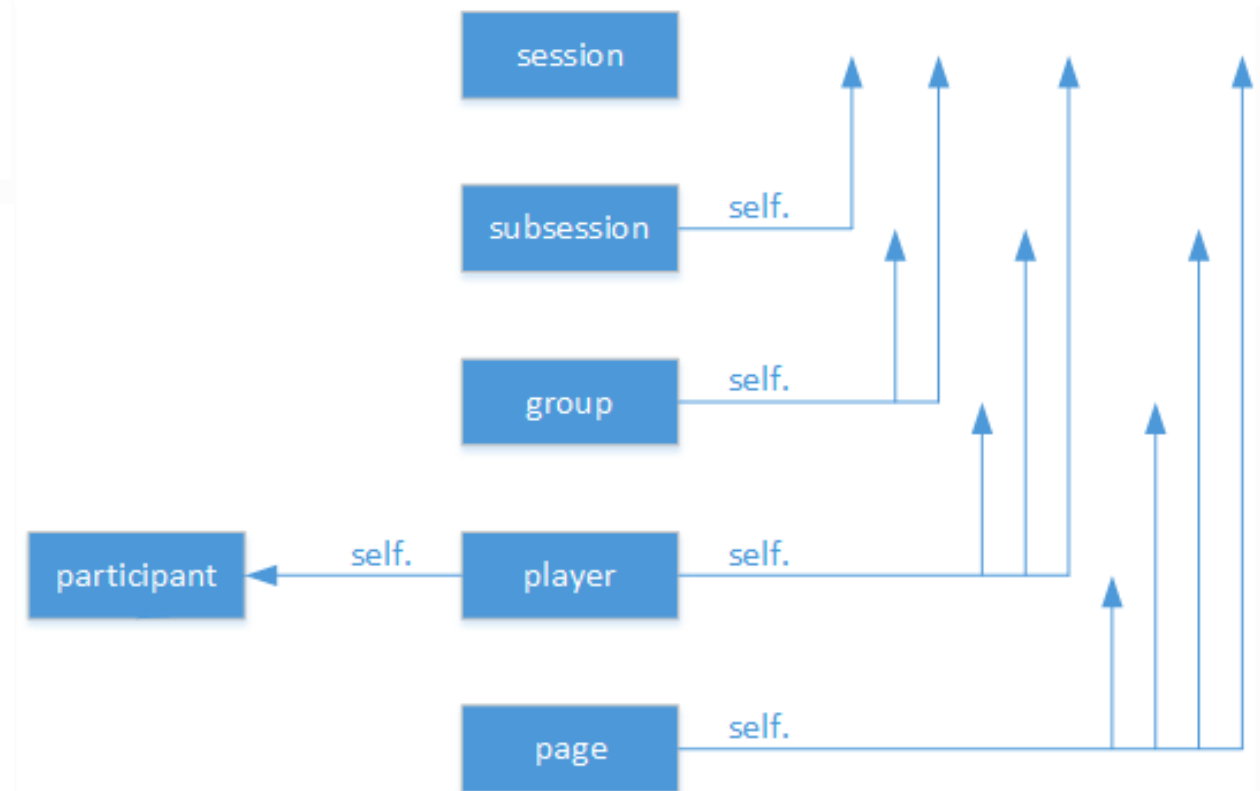 session
subsession
self.
group
self.
participant
self.
player
self.
page
self.